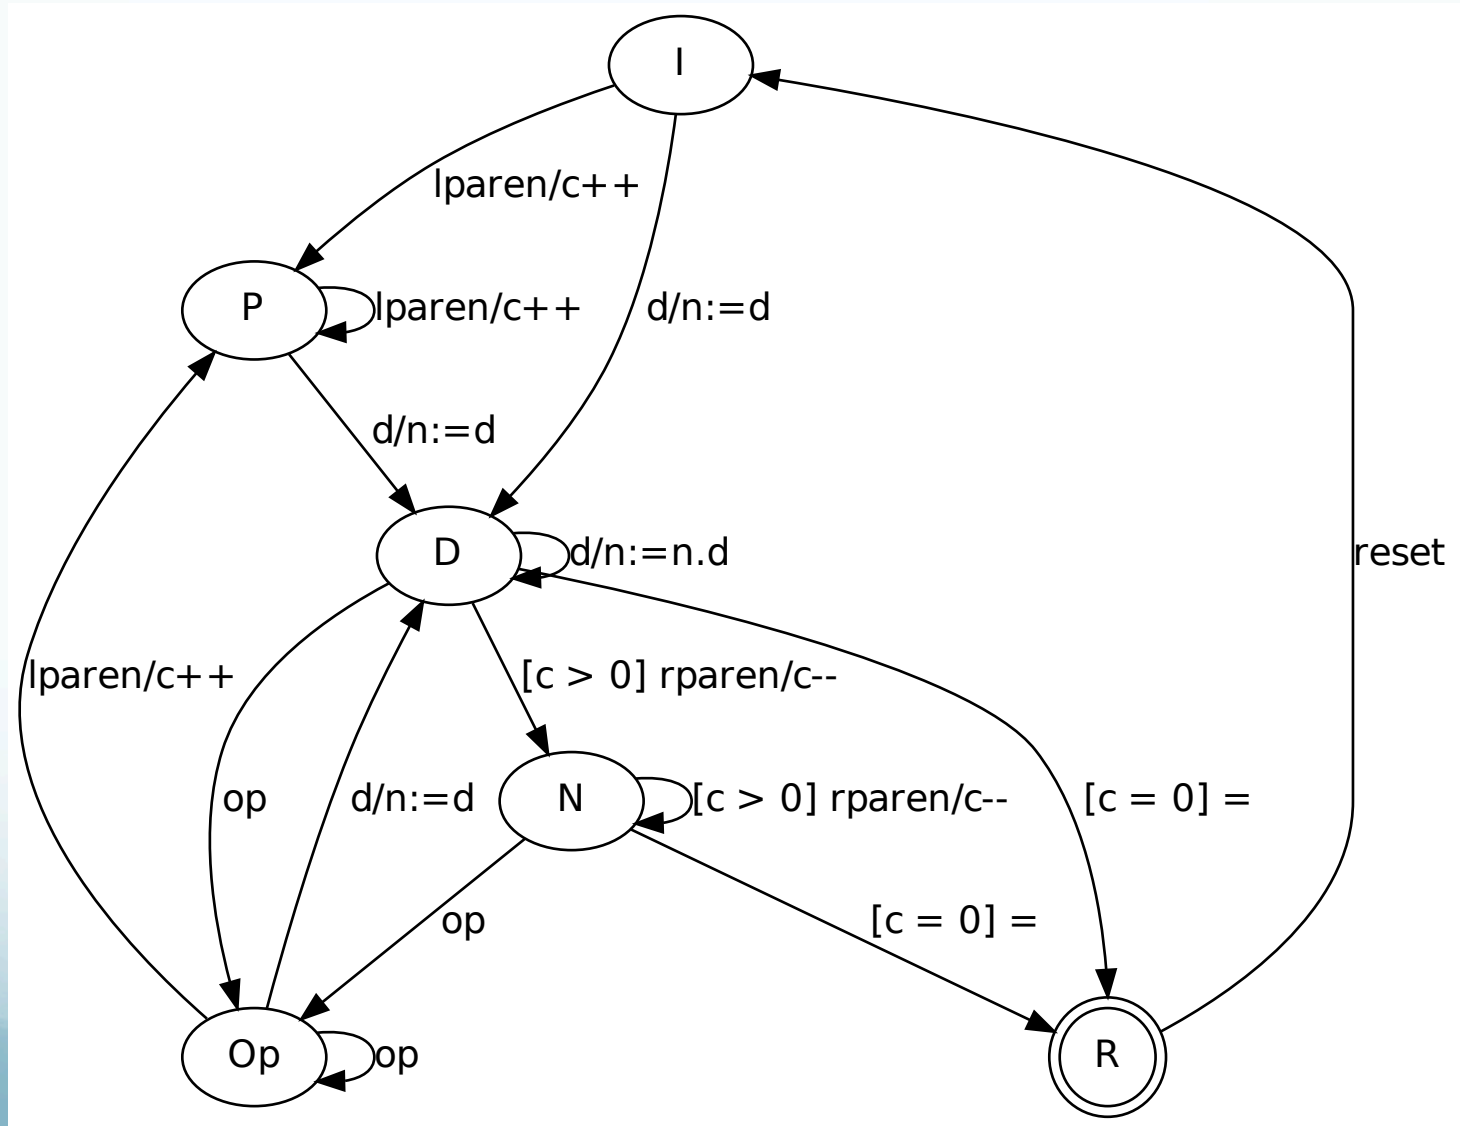 I
lparen/c++
P
lparen/c++
d/n:=d
d/n:=d
D
d/n:=n.d
reset
lparen/c++
[c > 0] rparen/c--
op
d/n:=d
N
[c > 0] rparen/c--
[c = 0] =
op
[c = 0] =
Op
op
R